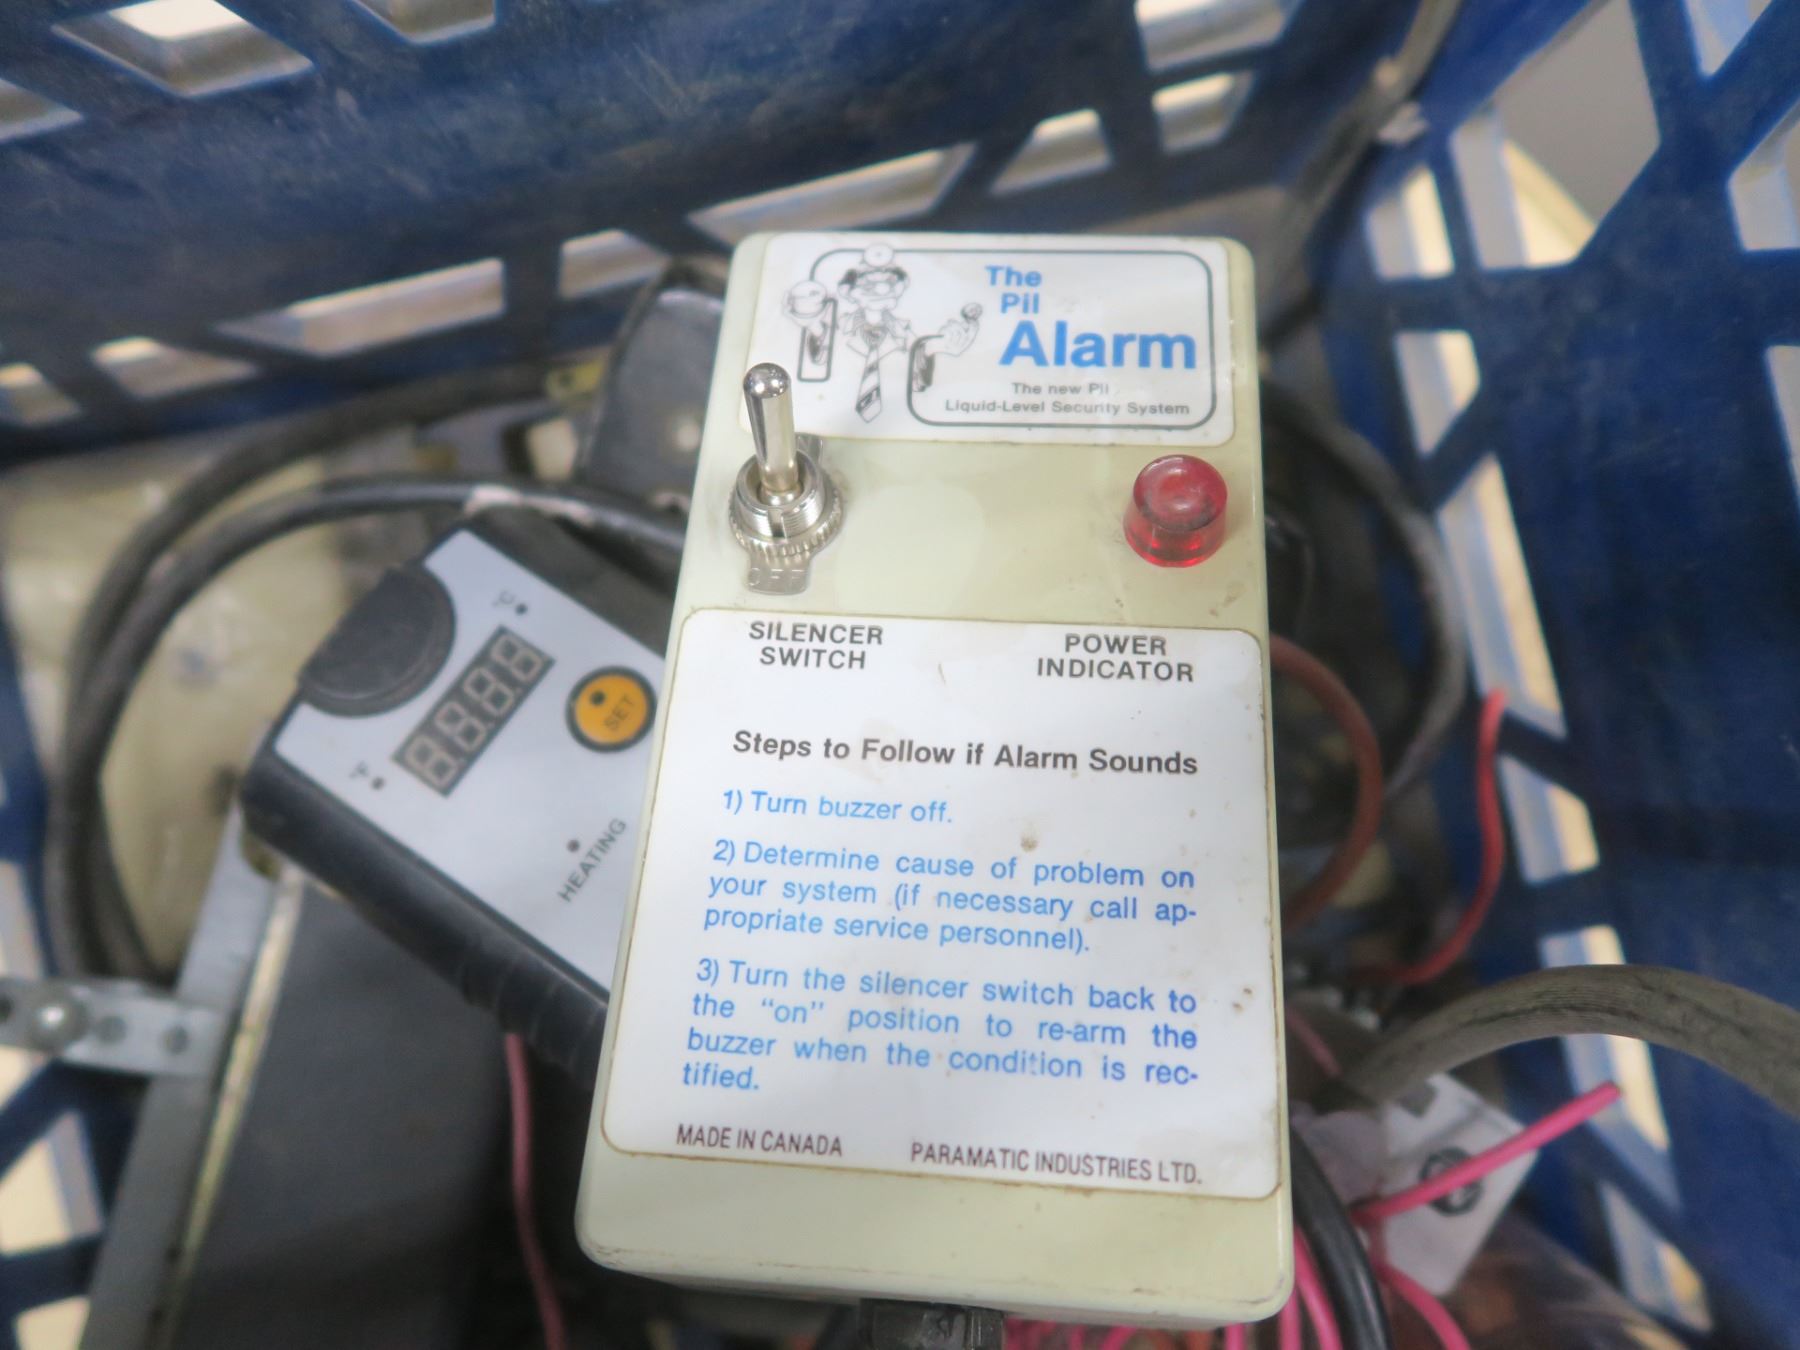 The
Pil
Alarm
The new Pil
Liquid-Level Security System
OFF
SILENCER
SWITCH
POWER
INDICATOR
Steps to Follow if Alarm Sounds
1) Turn buzzer off.
2) Determine cause of problem on
your system (if necessary call ap-
propriate service personnel).
3) Turn the silencer switch back to
the "on" position to re-arm the
buzzer when the condition is rec-
tified.
MADE IN CANADA
PARAMATIC INDUSTRIES LTD.
SET
HEATING